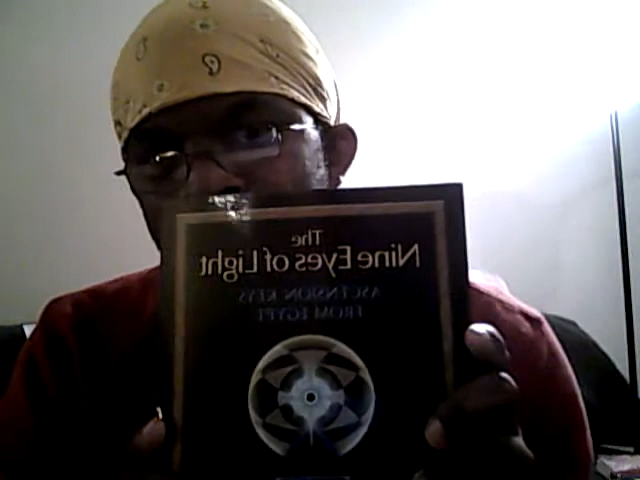 The
Nine Eyes of Light
ASCENSION KEYS
FROM EGYPT